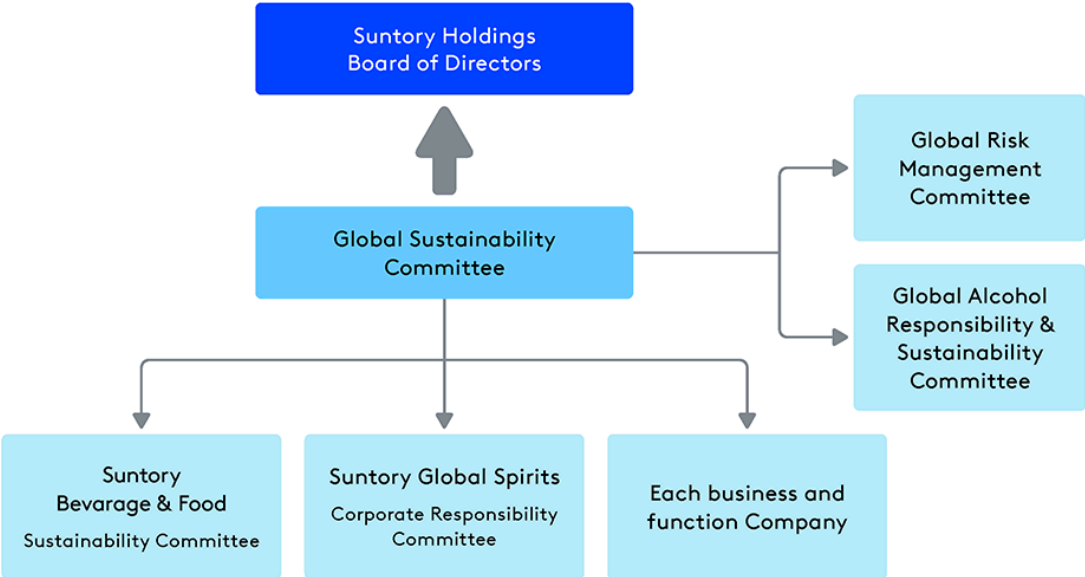 Suntory Holdings
Board of Directors
Global Risk
Management
Committee
Global Sustainability
Committee
Global Alcohol
Responsibility &
Sustainability
Committee
Suntory
Bevarage & Food
Sustainability Committee
Suntory Global Spirits
Corporate Responsibility
Committee
Each business and
function Company